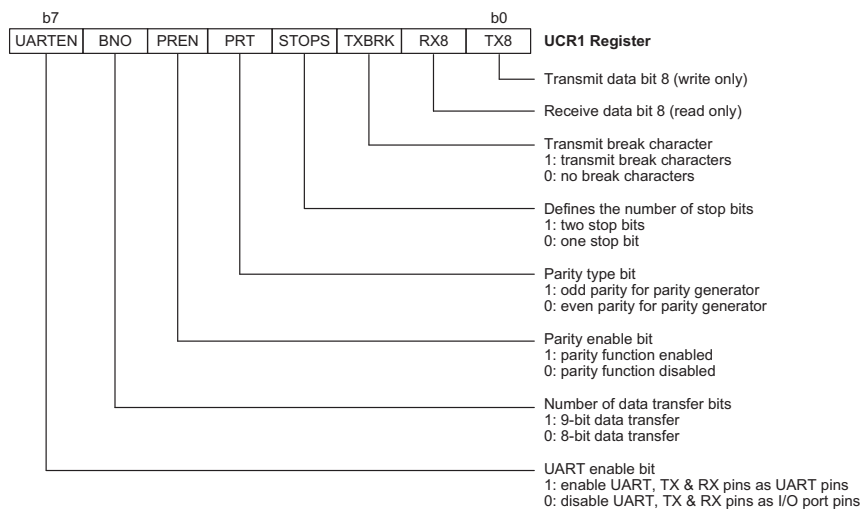 b7 b0
UARTEN BNO PREN PRT STOPS TXBRK RX8 TX8 UCR1 Register
Transmit data bit 8 (write only)
Receive data bit 8 (read only)
Transmit break character
1: transmit break characters
0: no break characters
Defines the number of stop bits
1: two stop bits
0: one stop bit
Parity type bit
1: odd parity for parity generator
0: even parity for parity generator
Parity enable bit
1: parity function enabled
0: parity function disabled
Number of data transfer bits
1: 9-bit data transfer
0: 8-bit data transfer
UART enable bit
1: enable UART, TX & RX pins as UART pins
0: disable UART, TX & RX pins as I/O port pins